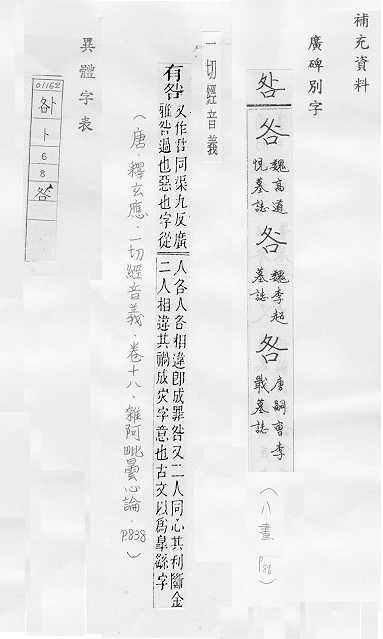 補充資料
廣碑別字
咎
咎
魏高道
悅墓誌
咎
魏李超
墓誌
咎
唐嗣曹李
戢墓誌
(八畫 P86)
一切經音義
有咎
又作同渠九反廣
雅咎過也惡也字從
人各人各相違即成罪咎又二人同心其利斷金
二人相違其禍成灾字意也古文以為臯繇字
(唐.釋玄應.一切經音義.卷十八.雜阿毗曇心論.P.838)
異體字表
01162
咎
卜
6
8
咎